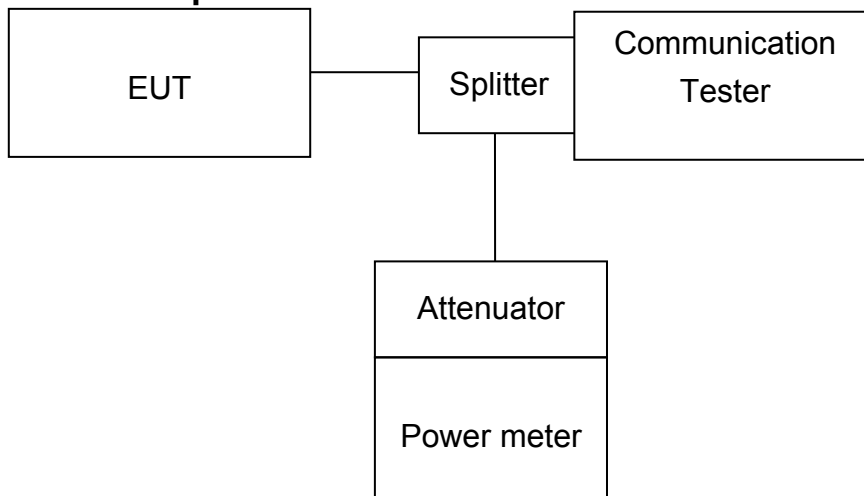 EUT
Splitter
Communication
Tester
Attenuator
Power meter